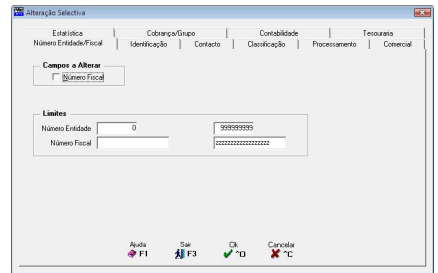 Alteração Selectiva
Estatística Cobrança/Grupo Contabilidade Tesouraria
Número Entidade/Fiscal Identificação Contacto Classificação Processamento Comercial
Campos a Alterar
Número Fiscal
Limites
Número Entidade 0 999999999
Número Fiscal zzzzzzzzzzzzzzzzzz
Ajuda Sair Ok Cancelar
F1 F3 ^O ^C